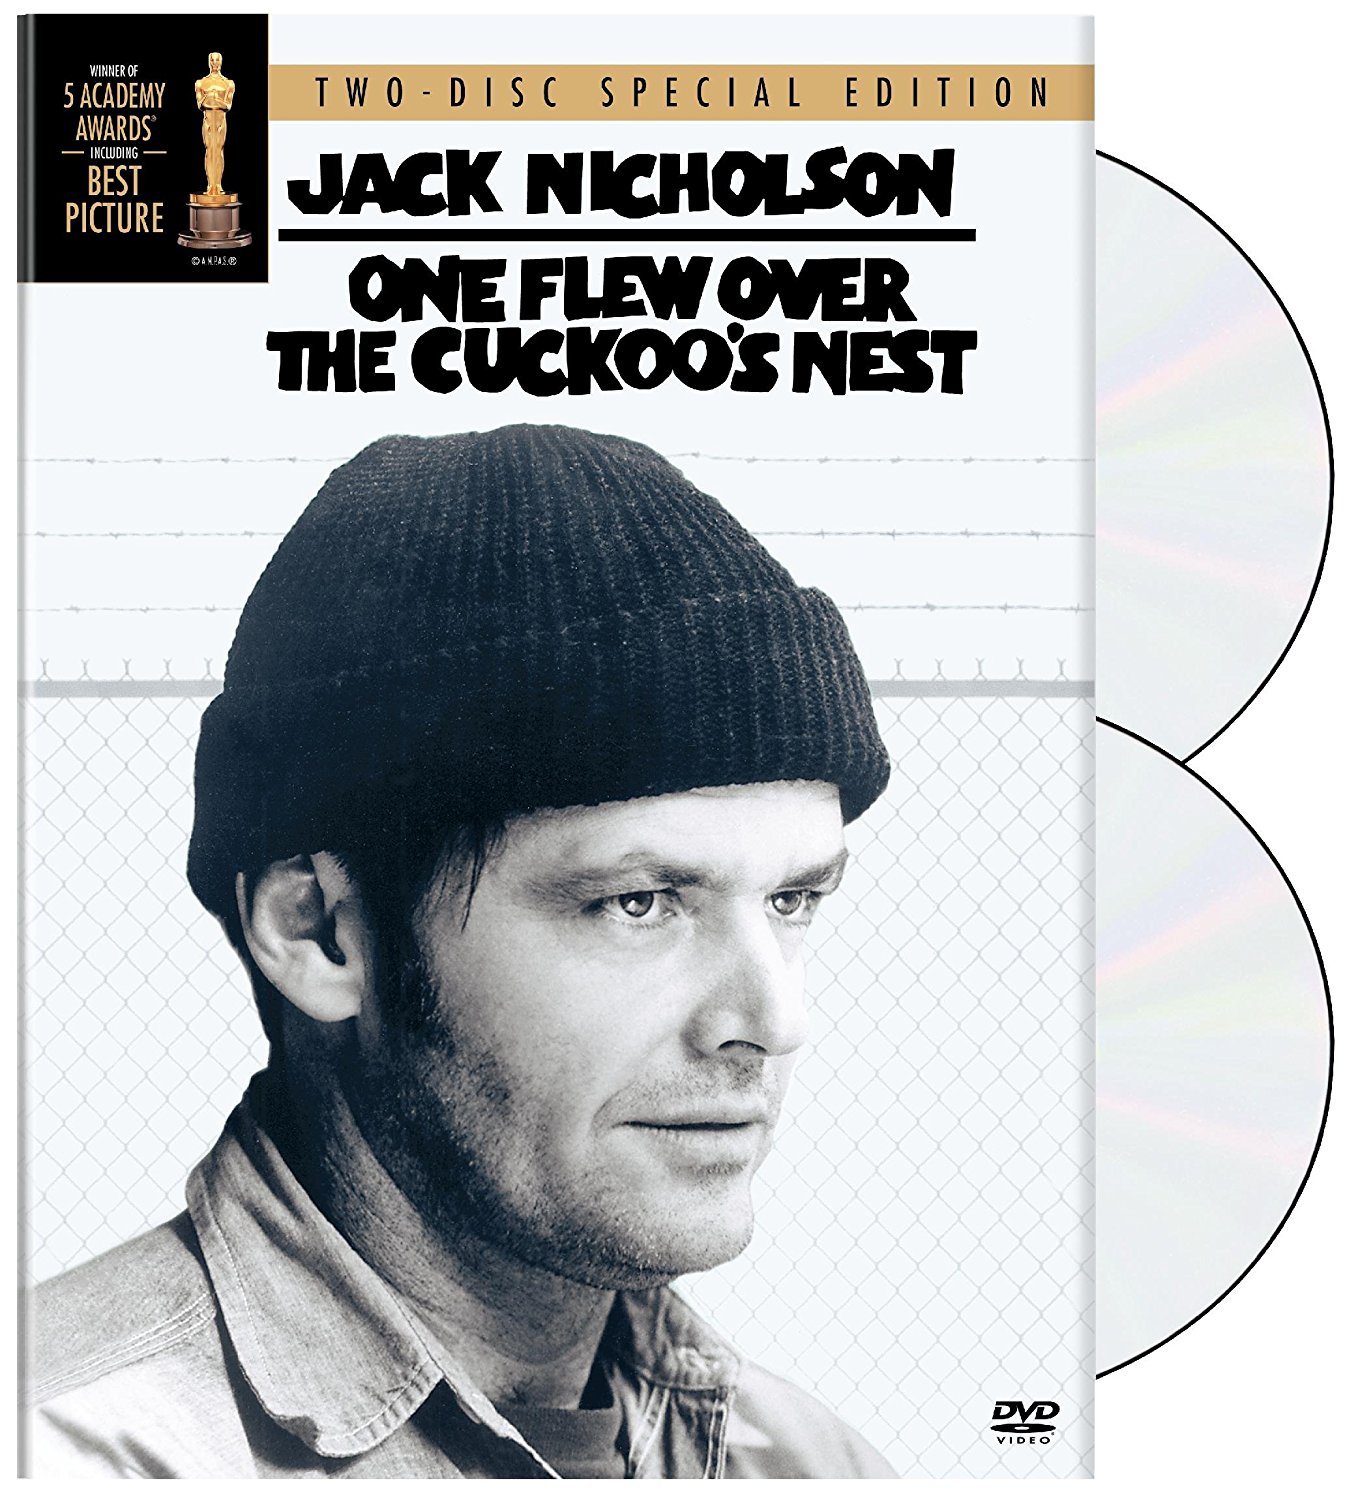 WINNER OF
5 ACADEMY
AWARDS®
INCLUDING
BEST
PICTURE
© A.M.P.A.S.®
TWO-DISC SPECIAL EDITION
JACK NICHOLSON
ONE FLEW OVER
THE CUCKOO'S NEST
DVD
VIDEO